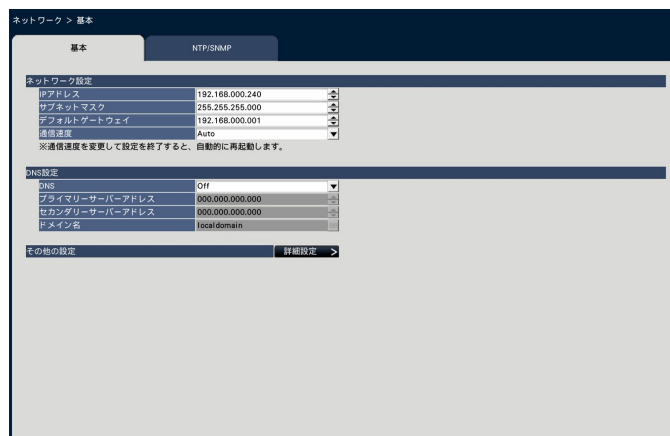 ネットワーク > 基本
基本 NTP/SNMP
ネットワーク設定
IPアドレス 192.168.000.240
サブネットマスク 255.255.255.000
デフォルトゲートウェイ 192.168.000.001
通信速度 Auto
※通信速度を変更して設定を終了すると、自動的に再起動します。
DNS設定
DNS Off
プライマリーサーバーアドレス 000.000.000.000
セカンダリーサーバーアドレス 000.000.000.000
ドメイン名 localdomain
その他の設定 詳細設定 >